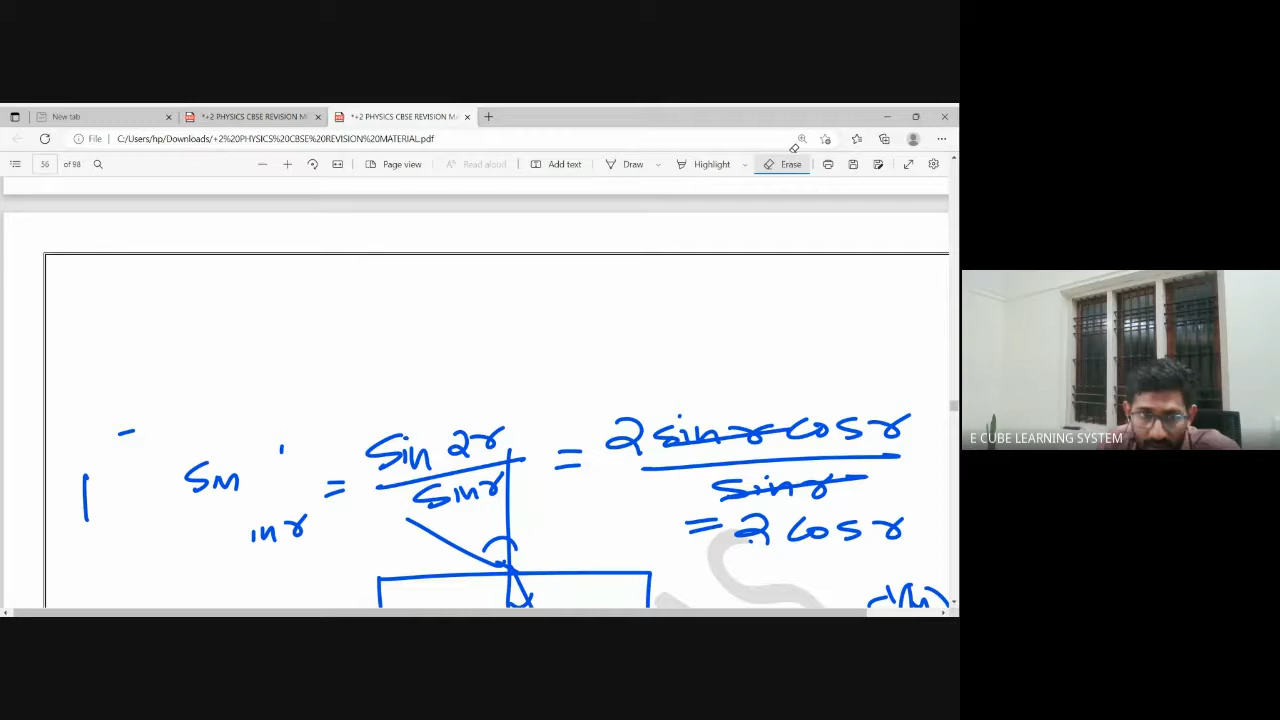 New tab
*+2 PHYSICS CBSE REVISION M
*+2 PHYSICS CBSE REVISION MA
File
C:/Users/hp/Downloads/+2%20PHYSICS%20CBSE%20REVISION%20MATERIAL.pdf
56 of 98
Page view
Read aloud
Add text
Draw
Highlight
Erase
sin 2r
sin r
=
=
2 sin r cos r
sin r
= 2 cos r
in r
E CUBE LEARNING SYSTEM